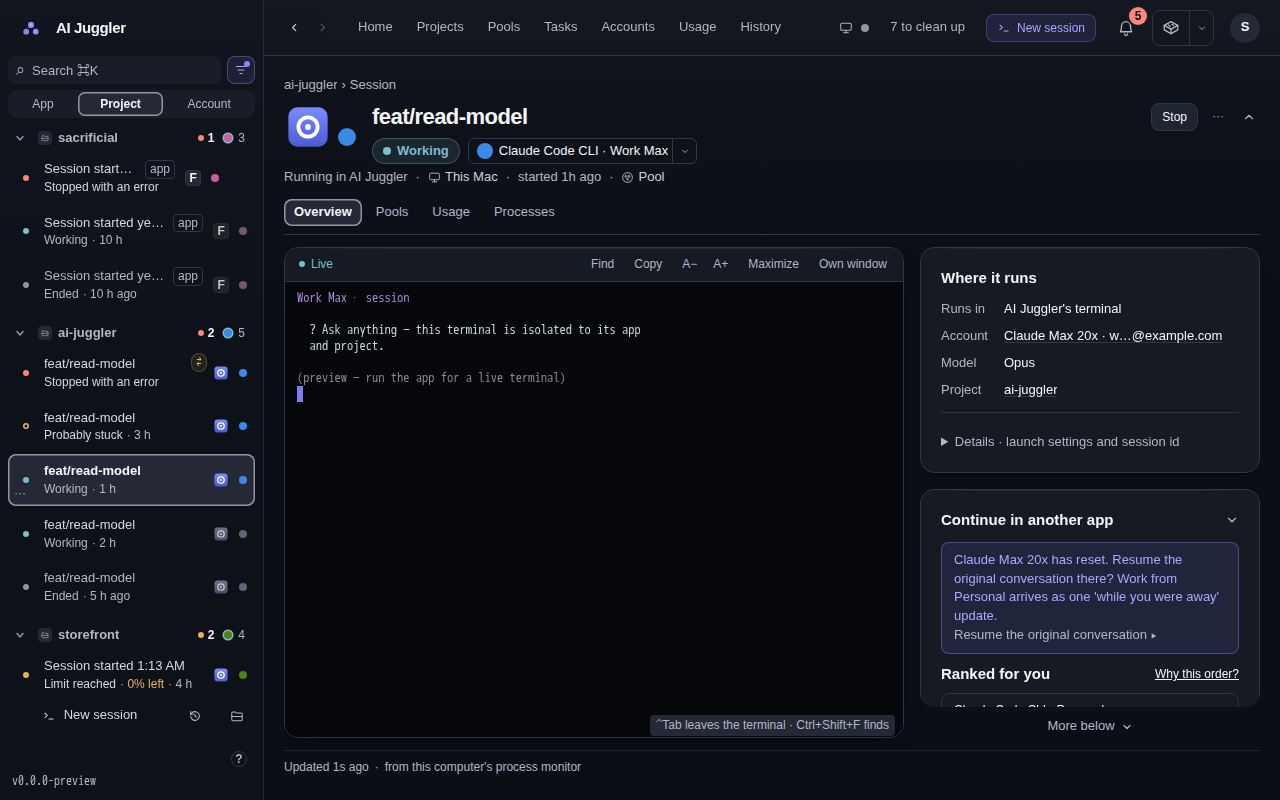 AI Juggler
Home Projects Pools Tasks Accounts Usage History
7 to clean up
New session
5
S
Search ⌘K
App Project Account
sacrificial 1 3
Session start… app
Stopped with an error
F
Session started ye… app
Working · 10 h
F
Session started ye… app
Ended · 10 h ago
F
ai-juggler 2 5
feat/read-model
Stopped with an error
feat/read-model
Probably stuck · 3 h
feat/read-model
Working · 1 h
…
feat/read-model
Working · 2 h
feat/read-model
Ended · 5 h ago
storefront 2 4
Session started 1:13 AM
Limit reached · 0% left · 4 h
New session
?
v0.0.0-preview
ai-juggler › Session
feat/read-model
Stop …
Working
Claude Code CLI · Work Max
Running in AI Juggler · This Mac · started 1h ago · Pool
Overview Pools Usage Processes
Live
Find Copy A− A+ Maximize Own window
Work Max · session
? Ask anything — this terminal is isolated to its app
and project.
(preview — run the app for a live terminal)
^Tab leaves the terminal · Ctrl+Shift+F finds
Where it runs
Runs in AI Juggler's terminal
Account Claude Max 20x · w…@example.com
Model Opus
Project ai-juggler
Details · launch settings and session id
Continue in another app
Claude Max 20x has reset. Resume the
original conversation there? Work from
Personal arrives as one 'while you were away'
update.
Resume the original conversation ▸
Ranked for you
Why this order?
More below
Updated 1s ago · from this computer's process monitor